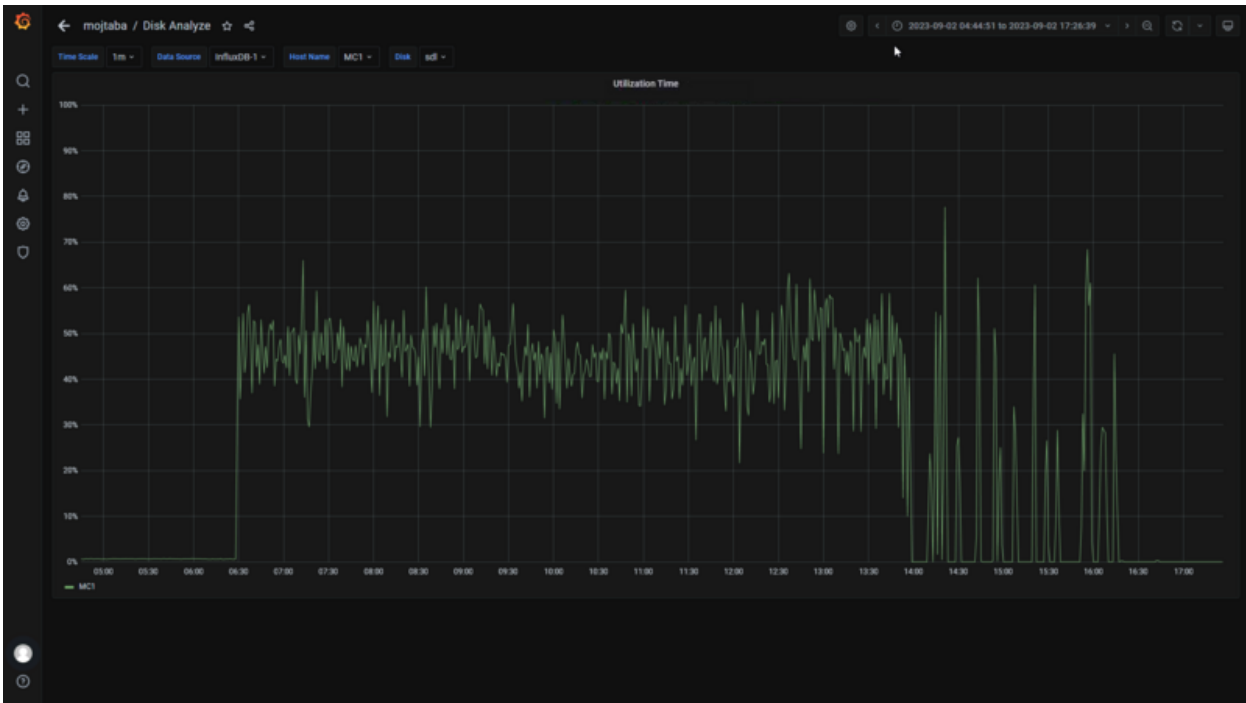 mojtaba / Disk Analyze
2023-09-02 04:44:51 to 2023-09-02 17:26:39
Time Scale 1m Data Source InfluxDB-1 Host Name MC1 Disk sdl
Utilization Time
100%
90%
80%
70%
60%
50%
40%
30%
20%
10%
0%
05:00 05:30 06:00 06:30 07:00 07:30 08:00 08:30 09:00 09:30 10:00 10:30 11:00 11:30 12:00 12:30 13:00 13:30 14:00 14:30 15:00 15:30 16:00 16:30 17:00
MC1